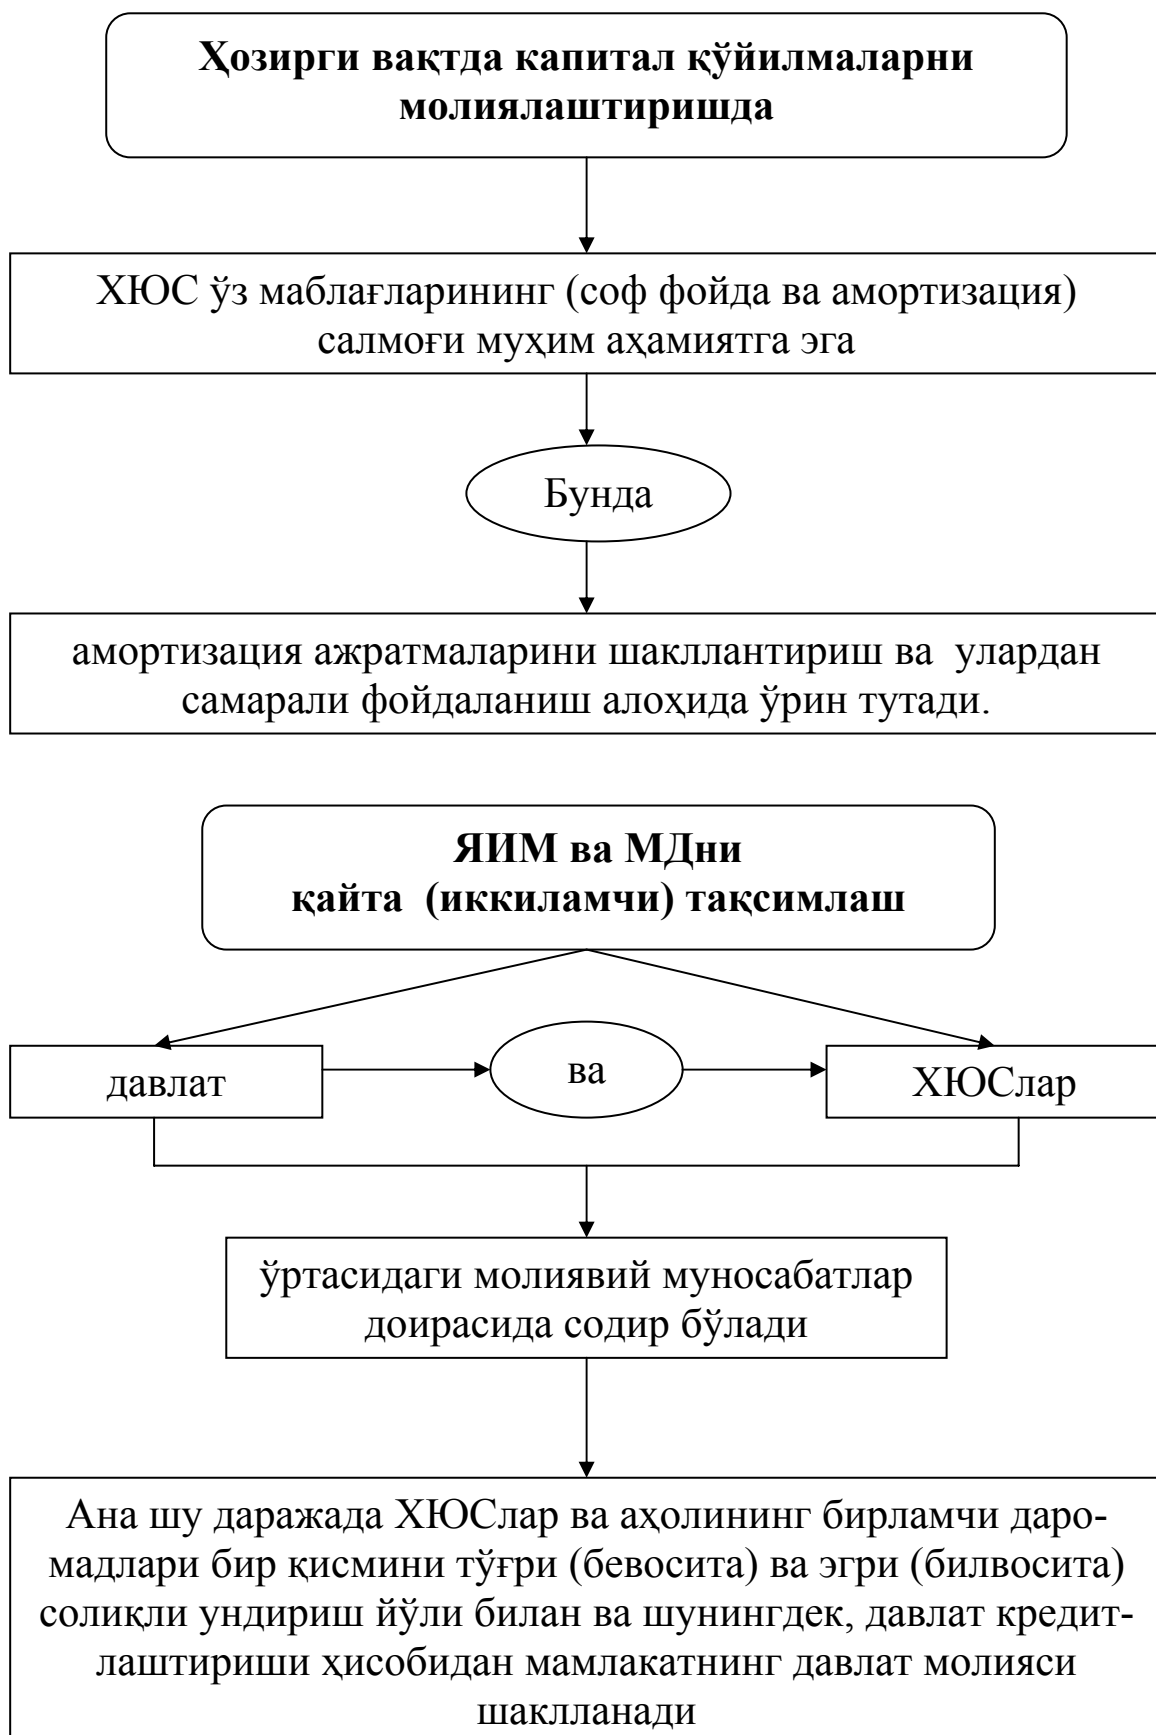 Ҳозирги вақтда капитал қўйилмаларни
молиялаштиришда
ХЮС ўз маблағларининг (соф фойда ва амортизация)
салмоғи муҳим аҳамиятга эга
Бунда
амортизация ажратмаларини шакллантириш ва улардан
самарали фойдаланиш алоҳида ўрин тутади.
ЯИМ ва МДни
қайта (иккиламчи) тақсимлаш
давлат
ва
ХЮСлар
ўртасидаги молиявий муносабатлар
доирасида содир бўлади
Ана шу даражада ХЮСлар ва аҳолининг бирламчи даро-
мадлари бир қисмини тўғри (бевосита) ва эгри (билвосита)
солиқли ундириш йўли билан ва шунингдек, давлат кредит-
лаштириши ҳисобидан мамлакатнинг давлат молияси
шаклланади